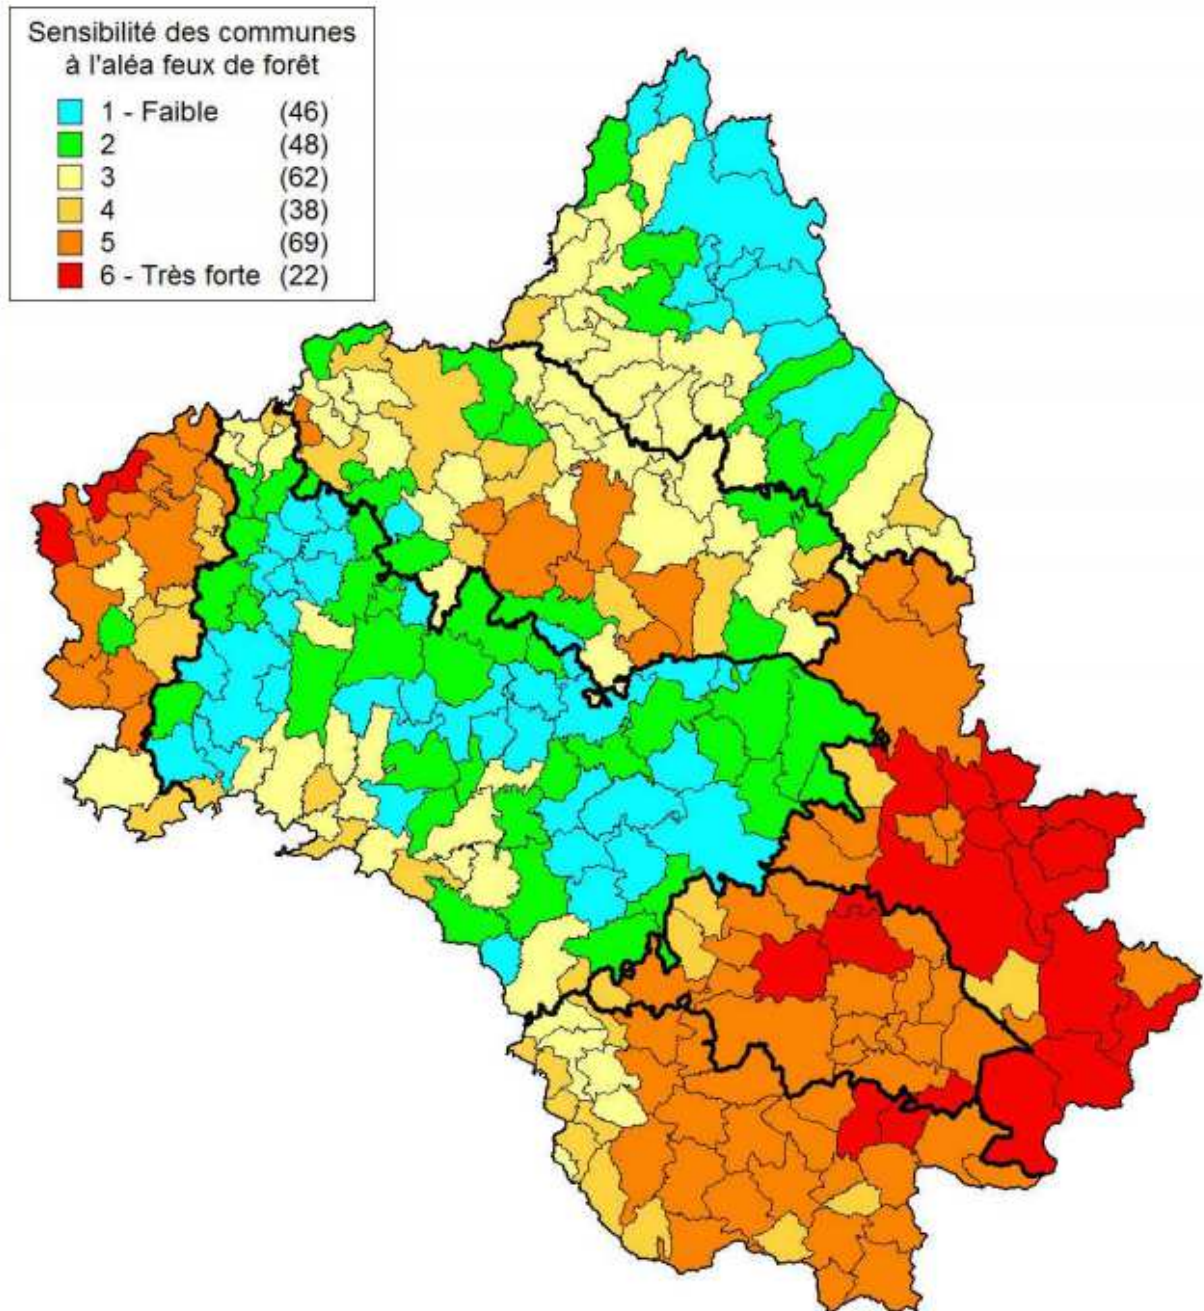 Sensibilité des communes
à l'aléa feux de forêt
1 - Faible (46)
2 (48)
3 (62)
4 (38)
5 (69)
6 - Très forte (22)